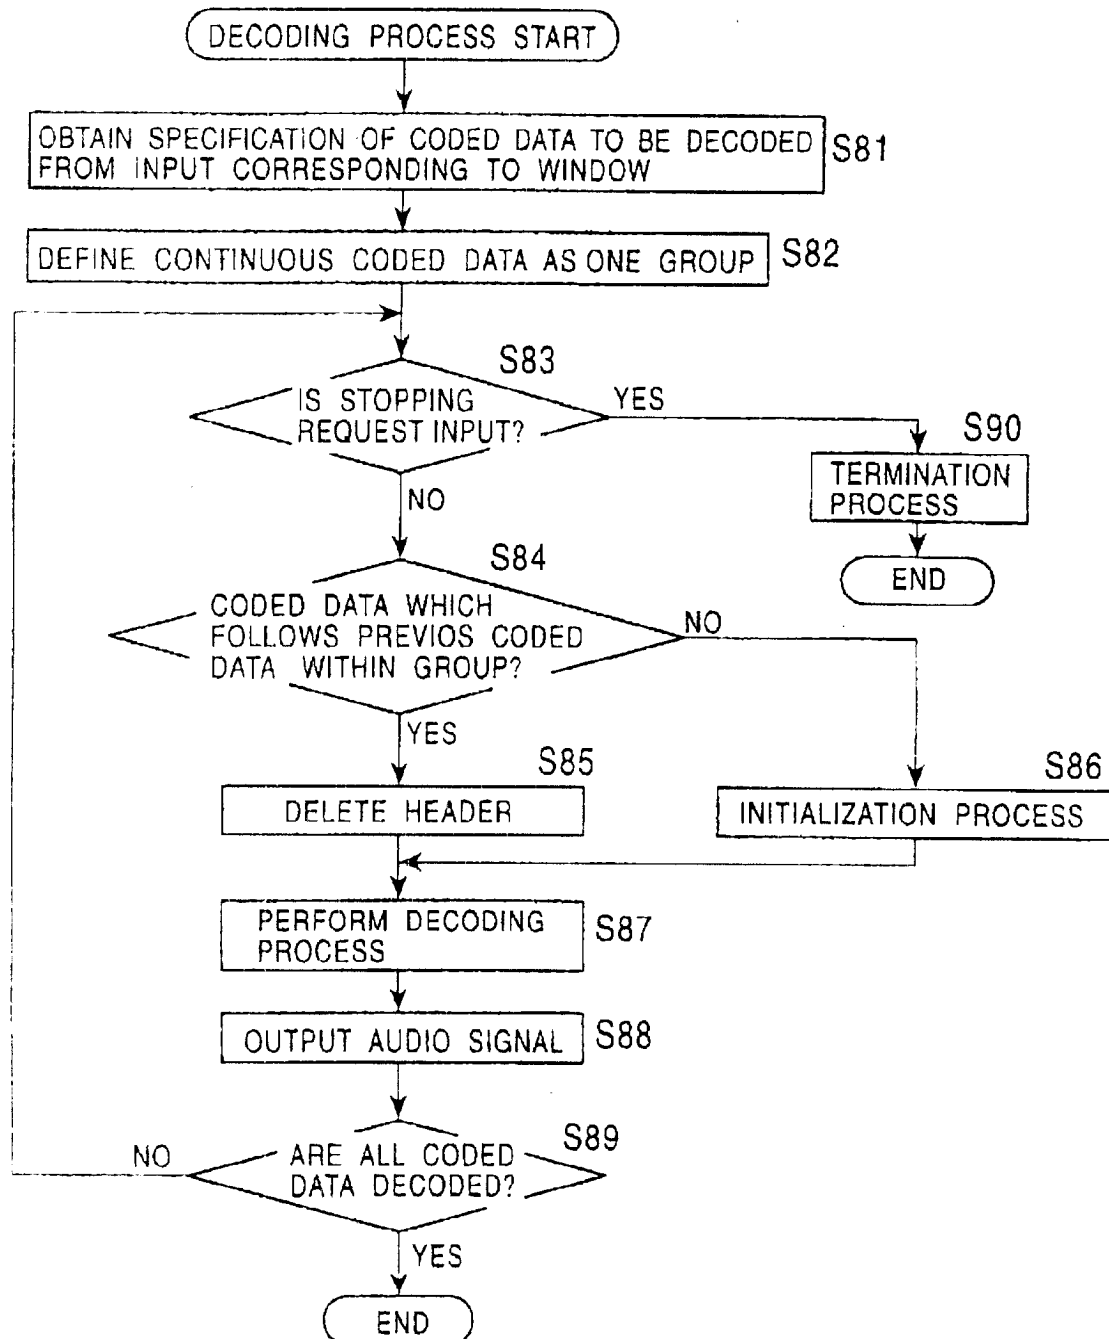 DECODING PROCESS START
OBTAIN SPECIFICATION OF CODED DATA TO BE DECODED
FROM INPUT CORRESPONDING TO WINDOW
S81
DEFINE CONTINUOUS CODED DATA AS ONE GROUP
S82
S83
IS STOPPING
REQUEST INPUT?
YES
NO
S90
TERMINATION
PROCESS
END
S84
CODED DATA WHICH
FOLLOWS PREVIOS CODED
DATA WITHIN GROUP?
NO
YES
S85
DELETE HEADER
S86
INITIALIZATION PROCESS
PERFORM DECODING
PROCESS
S87
OUTPUT AUDIO SIGNAL
S88
S89
ARE ALL CODED
DATA DECODED?
NO
YES
END